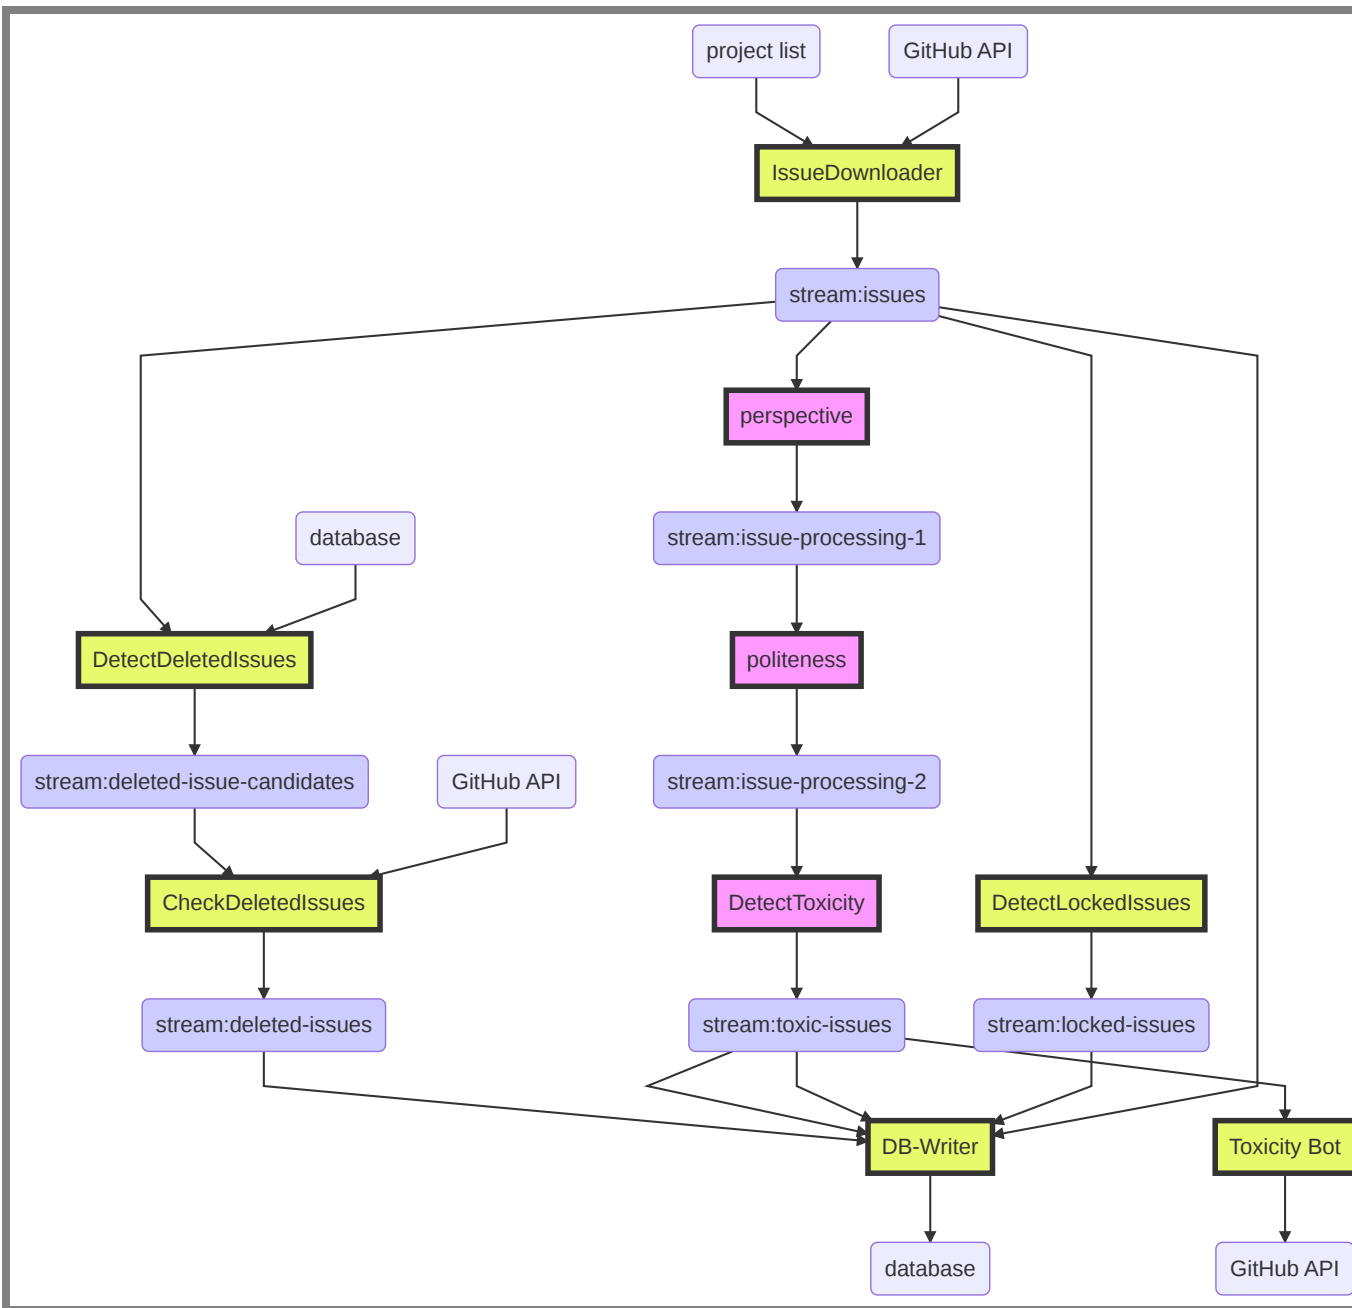 project list
GitHub API
IssueDownloader
stream:issues
perspective
database
stream:issue-processing-1
DetectDeletedIssues
politeness
stream:deleted-issue-candidates
GitHub API
stream:issue-processing-2
CheckDeletedIssues
DetectToxicity
DetectLockedIssues
stream:deleted-issues
stream:toxic-issues
stream:locked-issues
DB-Writer
Toxicity Bot
database
GitHub API